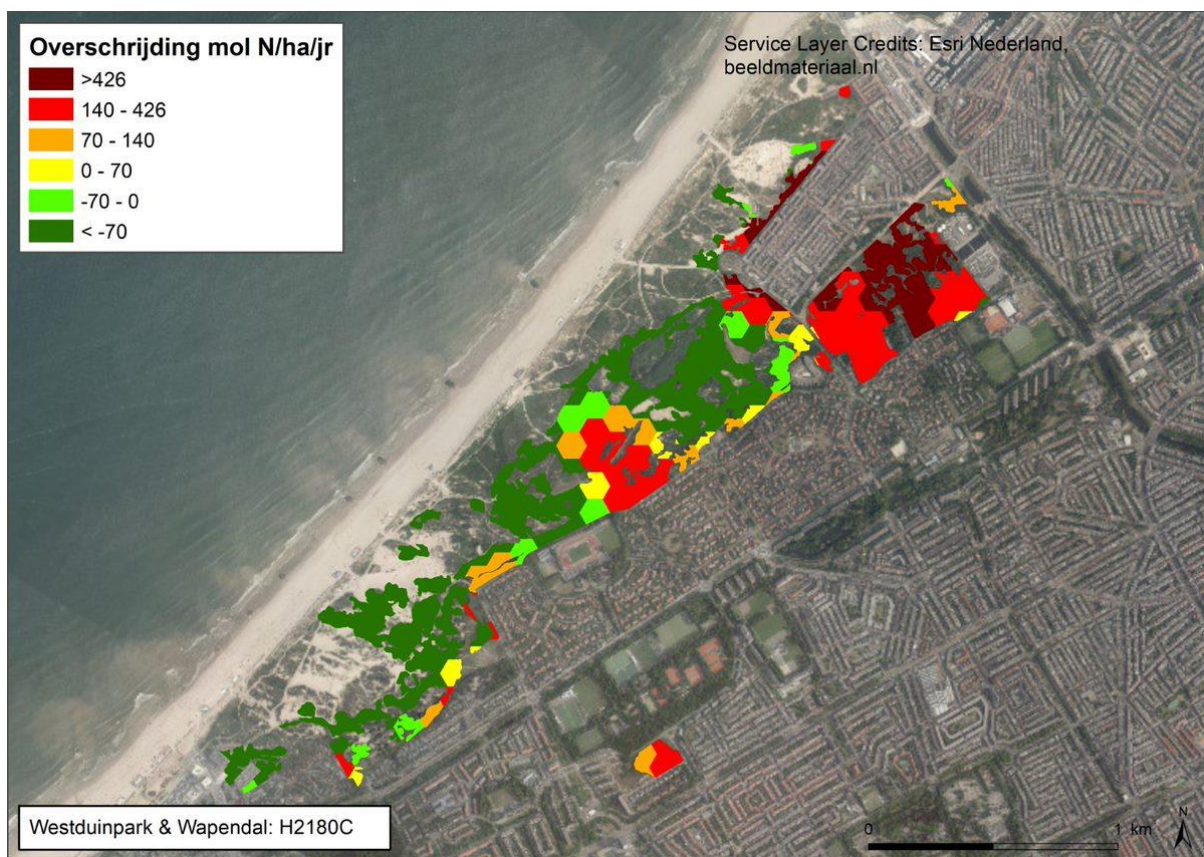 Overschrijding mol N/ha/jr
>426
140 - 426
70 - 140
0 - 70
-70 - 0
< -70
Service Layer Credits: Esri Nederland,
beeldmateriaal.nl
Westduinpark & Wapendal: H2180C
0 1 km
N